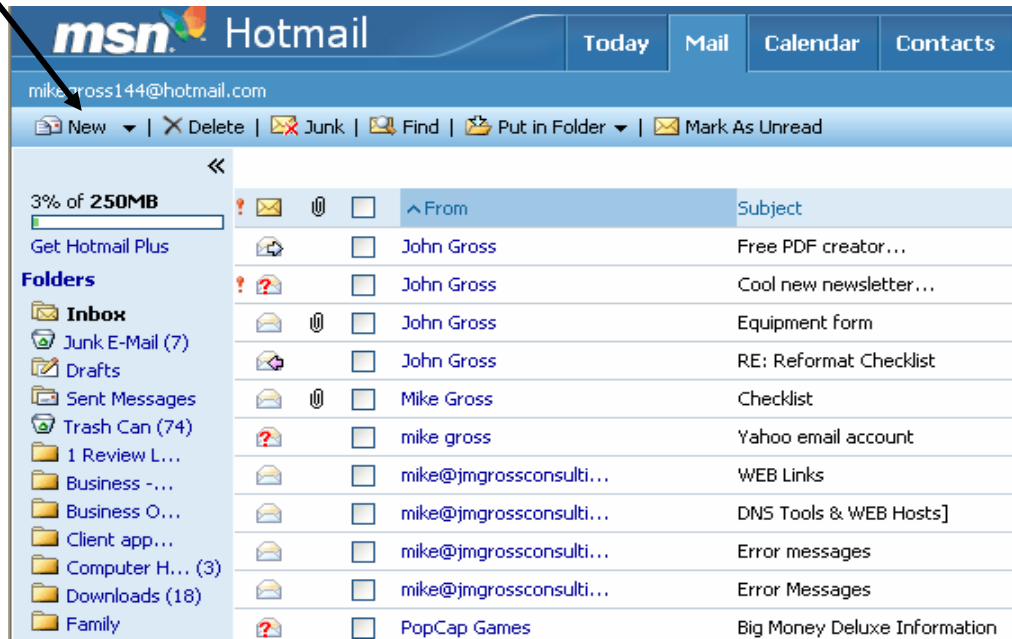 msn Hotmail Today Mail Calendar Contacts
mikegross144@hotmail.com
New | Delete | Junk | Find | Put in Folder | Mark As Unread
«
3% of 250MB
Get Hotmail Plus
Folders
Inbox
Junk E-Mail (7)
Drafts
Sent Messages
Trash Can (74)
1 Review L...
Business -...
Business O...
Client app...
Computer H... (3)
Downloads (18)
Family
From Subject
John Gross Free PDF creator...
John Gross Cool new newsletter...
John Gross Equipment form
John Gross RE: Reformat Checklist
Mike Gross Checklist
mike gross Yahoo email account
mike@jmgrossconsulti... WEB Links
mike@jmgrossconsulti... DNS Tools & WEB Hosts]
mike@jmgrossconsulti... Error messages
mike@jmgrossconsulti... Error Messages
PopCap Games Big Money Deluxe Information